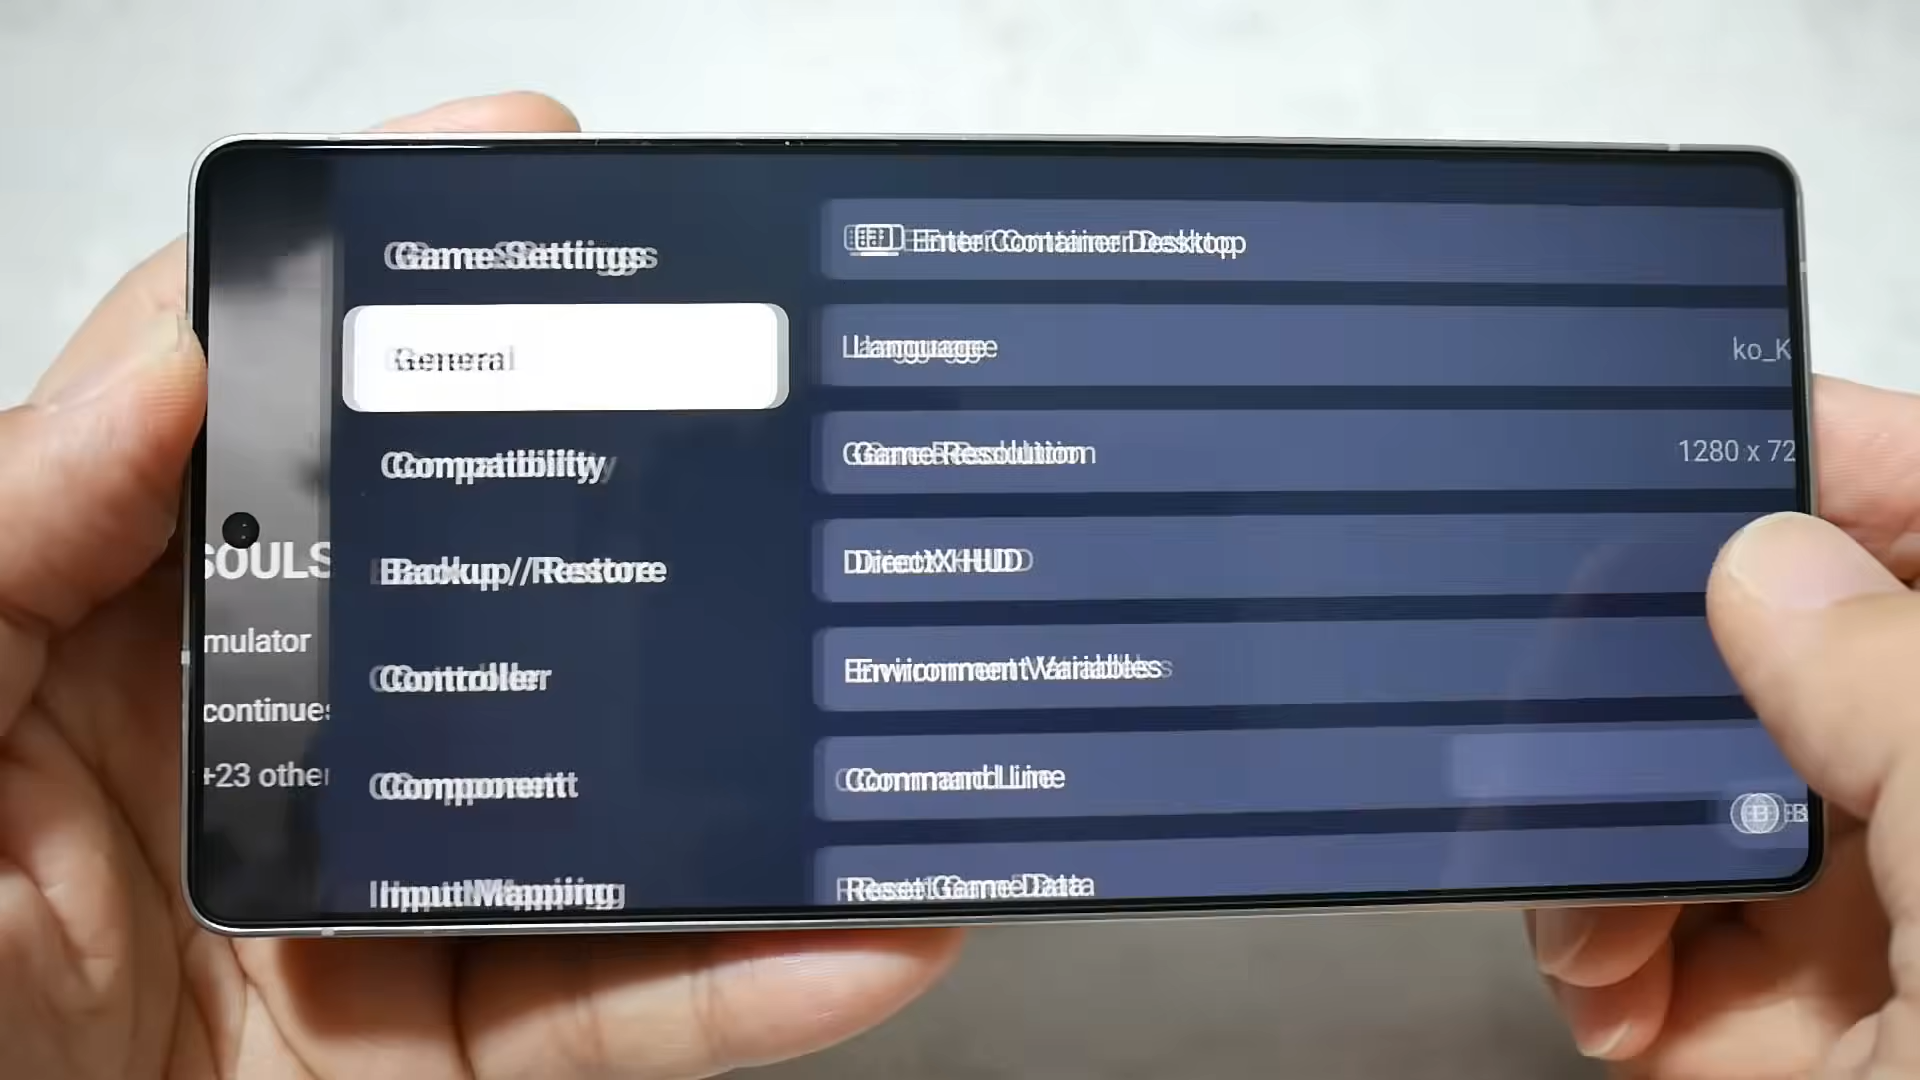 Game Settings
General
Compatibility
Backup / Restore
Controller
Component
Input Mapping
Enter Container Desktop
Language
ko_K
Game Resolution
1280 x 72
DirectX HUD
Environment Variables
Command Line
Reset Game Data
B
SOULS
mulator
continues
+23 other